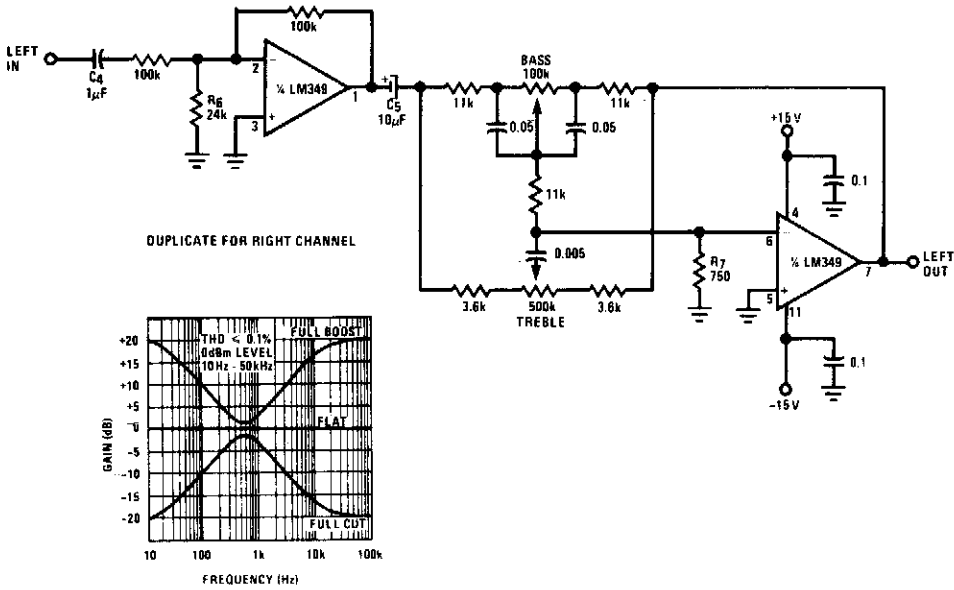 LEFT
IN
C4
1μF
100k
R6
24k
100k
2
−
¼ LM349
1
+
3
+
C5
10μF
BASS
100k
11k
11k
0.05
0.05
11k
0.005
3.6k
500k
3.6k
TREBLE
R7
750
+15V
0.1
4
6
−
¼ LM349
7
LEFT
OUT
+
5
11
0.1
−15V
DUPLICATE FOR RIGHT CHANNEL
THD ≤ 0.1%
0dBm LEVEL
10Hz - 50kHz
FULL BOOST
FLAT
FULL CUT
GAIN (dB)
+20
+15
+10
+5
0
−5
−10
−15
−20
10
100
1k
10k
100k
FREQUENCY (Hz)